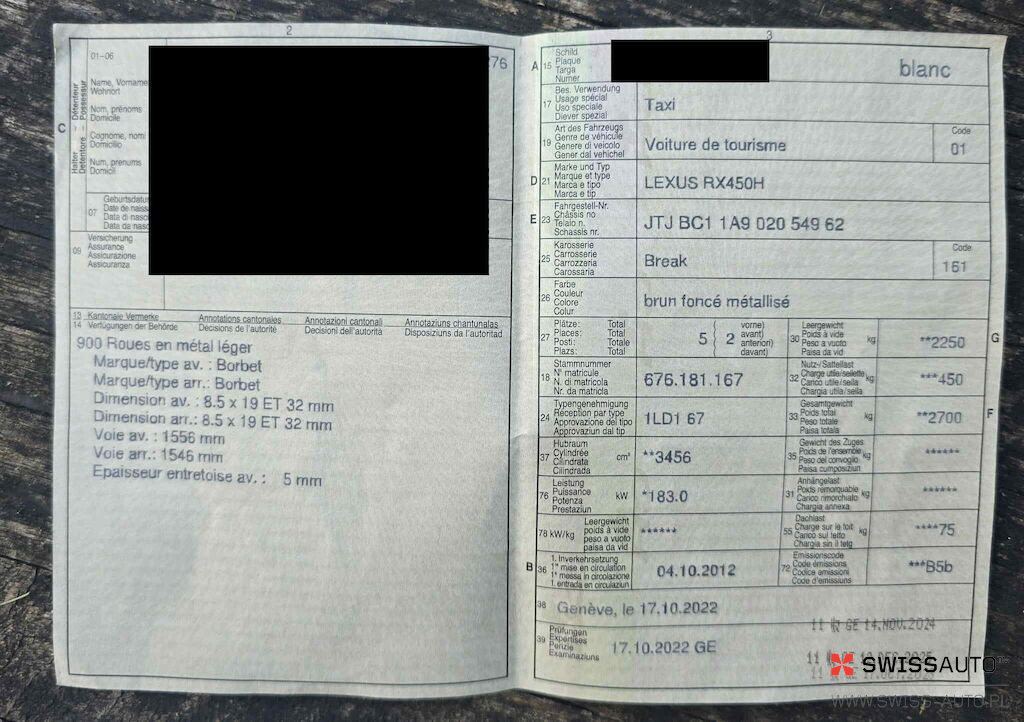 2
01-06
Name, Vorname
Wohnort
Nom, prénoms
Domicile
Cognome, nomi
Domicilio
Num, prenums
Domicil
C
Halter Détenteur
Detentore Possessur
76
07
Geburtsdatum
Date de naiss
Data di nasc
Data da nasc
09
Versicherung
Assurance
Assicurazione
Assicuranza
13 Kantonale Vermerke Annotations cantonales Annotazioni cantonali Annotaziuns chantunalas
14 Verfügungen der Behörde Décisions de l'autorité Decisioni dell'autorità Disposiziuns da l'autoritad
900 Roues en métal léger
Marque/type av. : Borbet
Marque/type arr.: Borbet
Dimension av. : 8.5 x 19 ET 32 mm
Dimension arr.: 8.5 x 19 ET 32 mm
Voie av. : 1556 mm
Voie arr.: 1546 mm
Epaisseur entretoise av. : 5 mm
3
A 15
Schild
Plaque
Targa
Numer
blanc
17
Bes. Verwendung
Usage spécial
Uso speciale
Diever spezial
Taxi
19
Art des Fahrzeugs
Genre de véhicule
Genere di veicolo
Gener dal vehichel
Voiture de tourisme
Code
01
D 21
Marke und Typ
Marque et type
Marca e tipo
Marca e tip
LEXUS RX450H
E 23
Fahrgestell-Nr.
Châssis no
Telaio n.
Schassis nr.
JTJ BC1 1A9 020 549 62
25
Karosserie
Carrosserie
Carrozzeria
Carossaria
Break
Code
151
26
Farbe
Couleur
Colore
Colur
brun foncé métallisé
27
Plätze: Total
Places: Total
Posti: Totale
Plazs: Total
5 { 2
vorne)
avant)
anteriori)
davant)
30
Leergewicht
Poids à vide
Peso a vuoto
Paisa da vid
kg
**2250
G
18
Stammnummer
N° matricule
N. di matricola
Nr. da matricla
676.181.167
32
Nutz-/Sattellast
Charge utile/sellette
Carico utile/sella
Chargia utila/sella
kg
***450
24
Typengenehmigung
Réception par type
Approvazione del tipo
Approvaziun dal tip
1LD1 67
33
Gesamtgewicht
Poids total
Peso totale
Paisa totala
kg
**2700
F
37
Hubraum
Cylindrée
Cilindrata
Cilindrada
cm³
**3456
35
Gewicht des Zuges
Poids de l'ensemble
Peso del convoglio
Paisa cumposiziun
kg
******
76
Leistung
Puissance
Potenza
Prestaziun
kW
*183.0
31
Anhängelast
Poids remorquable
Carico rimorchiato
Chargia annexa
kg
******
78 kW/kg
Leergewicht
poids à vide
peso a vuoto
paisa da vid
******
55
Dachlast
Charge sur le toit
Carico sul tetto
Chargia sin il tetg
kg
****75
B 36
1. Inverkehrsetzung
1re mise en circulation
1a messa in circolazione
1. entrada en circulaziun
04.10.2012
72
Emissionscode
Code émissions
Codice emissioni
Code d'emissiuns
***B5b
38
Genève, le 17.10.2022
39
Prüfungen
Expertises
Perizie
Examinaziuns
17.10.2022 GE
GE 14.NOV.2024
SWISSAUTO
WWW.SWISS-AUTO.PL